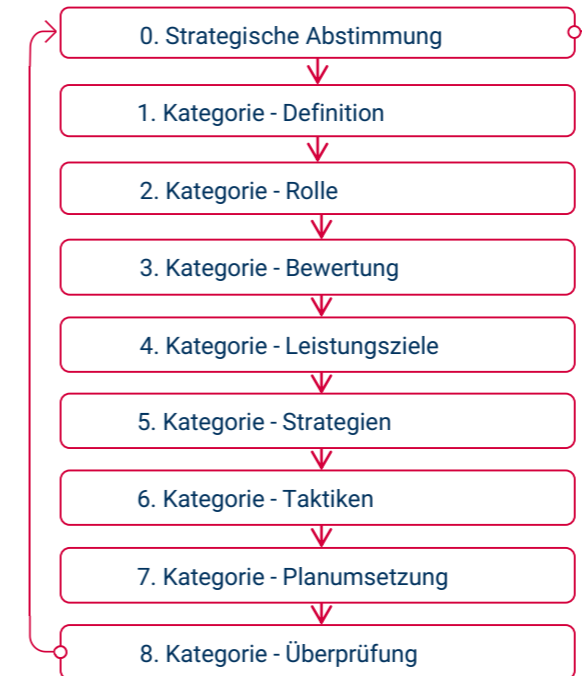 0. Strategische Abstimmung
1. Kategorie - Definition
2. Kategorie - Rolle
3. Kategorie - Bewertung
4. Kategorie - Leistungsziele
5. Kategorie - Strategien
6. Kategorie - Taktiken
7. Kategorie - Planumsetzung
8. Kategorie - Überprüfung